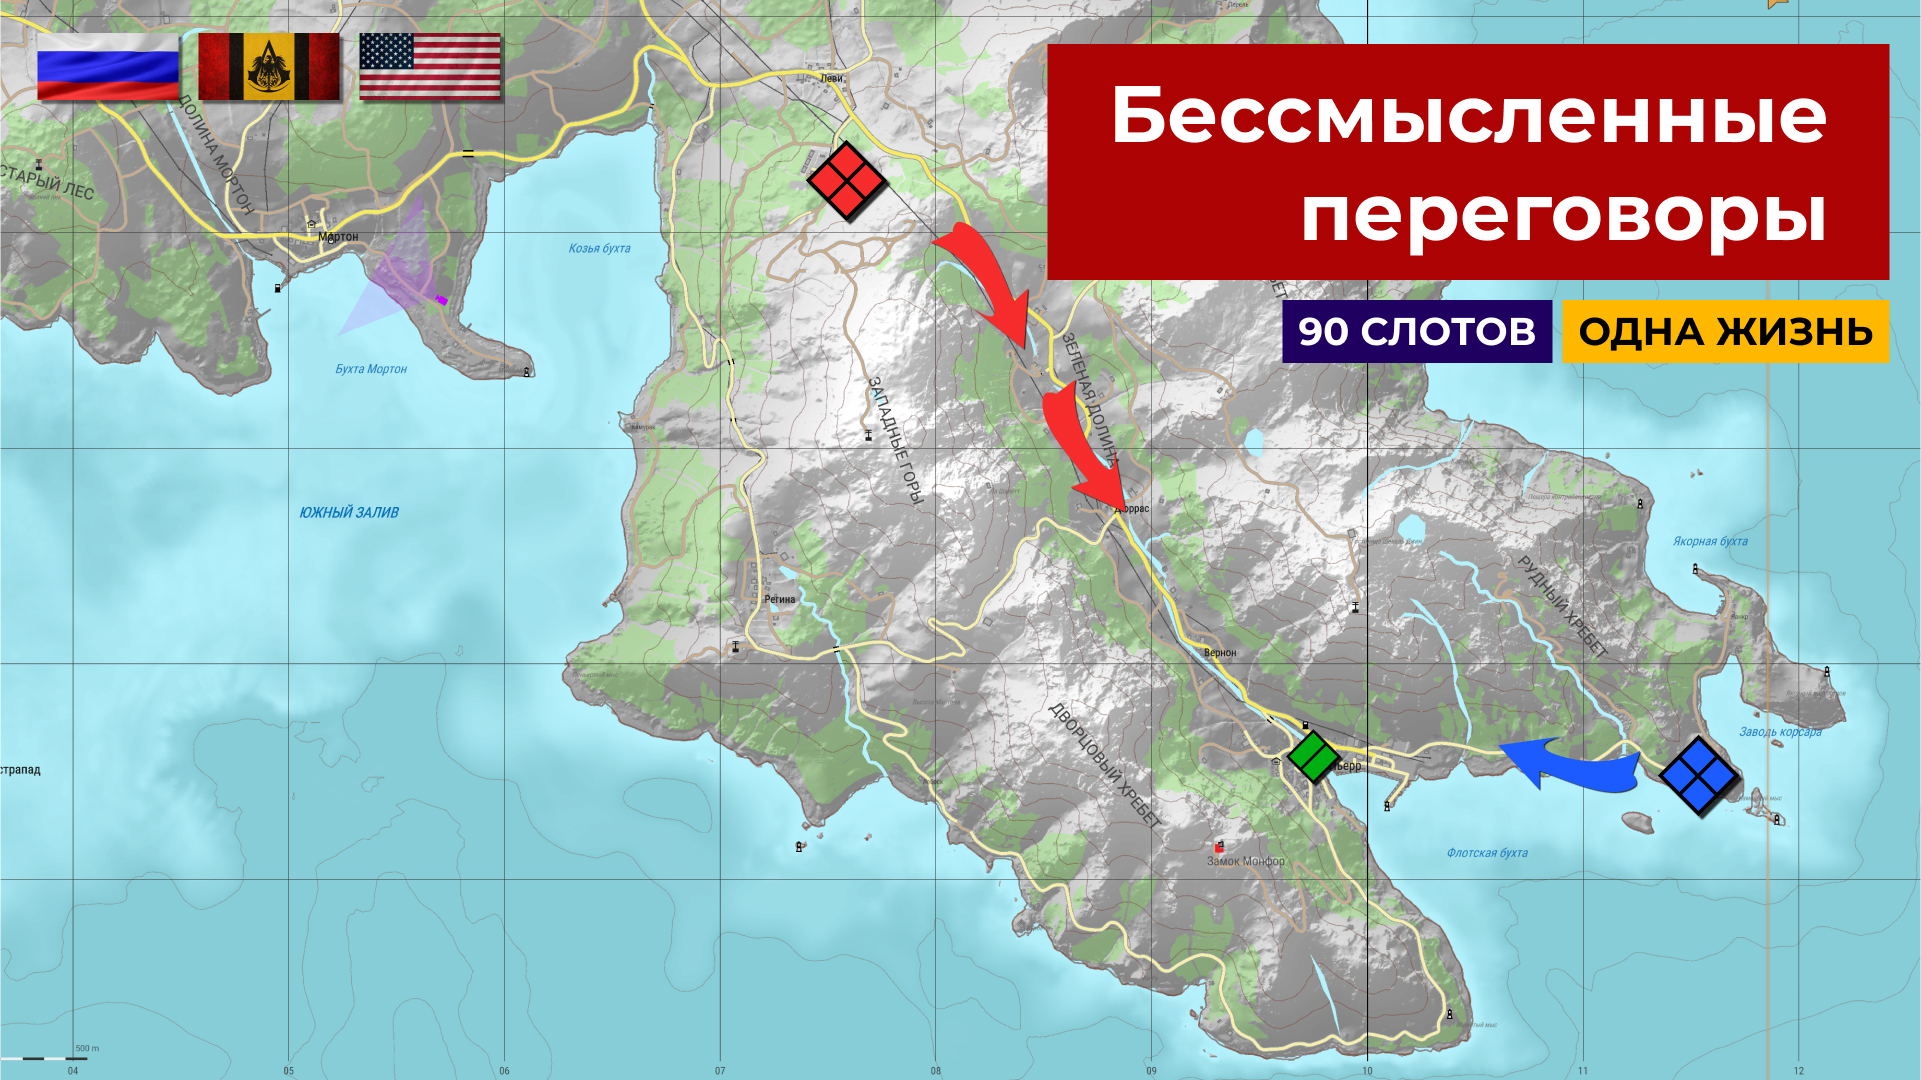 Бессмысленные
переговоры
90 СЛОТОВ
ОДНА ЖИЗНЬ
Леви
ДОЛИНА МОРТОН
СТАРЫЙ ЛЕС
Мортон
Козья бухта
Бухта Мортон
ЗЕЛЕНАЯ ДОЛИНА
ЗАПАДНЫЕ ГОРЫ
ЮЖНЫЙ ЗАЛИВ
Якорная бухта
РУДНЫЙ ХРЕБЕТ
Регина
Вернон
ДВОРЦОВЫЙ ХРЕБЕТ
Заводь корсара
ьерр
страпад
Флотская бухта
Замок Монфор
500 m
04 05 06 07 08 09 10 11 12